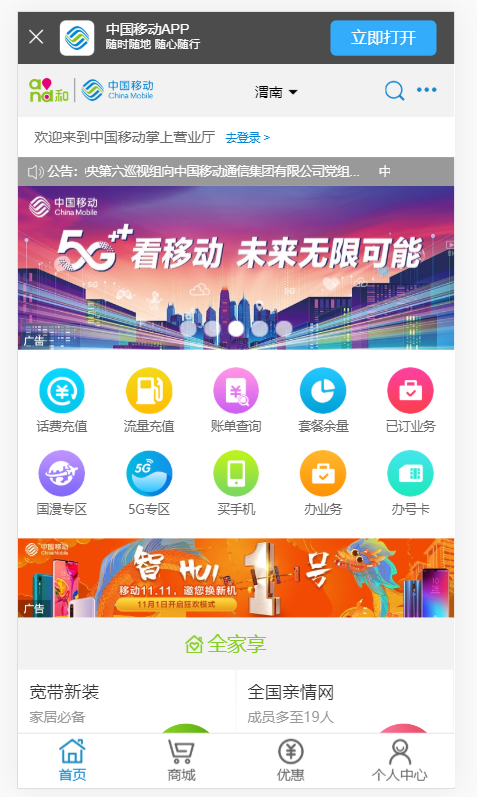 中国移动APP
随时随地 随心随行
立即打开
and和
中国移动
China Mobile
渭南
欢迎来到中国移动掌上营业厅 去登录 >
公告: 央第六巡视组向中国移动通信集团有限公司党组... 中
中国移动
China Mobile
5G++ 看移动 未来无限可能
5G
广告
话费充值 流量充值 账单查询 套餐余量 已订业务
5G
国漫专区 5G专区 买手机 办业务 办号卡
中国移动
China Mobile
智 HUI 11号
移动11.11，邀您换新机
11月1日开启狂欢模式
广告
全家享
宽带新装 全国亲情网
家居必备 成员多至19人
首页 商城 优惠 个人中心